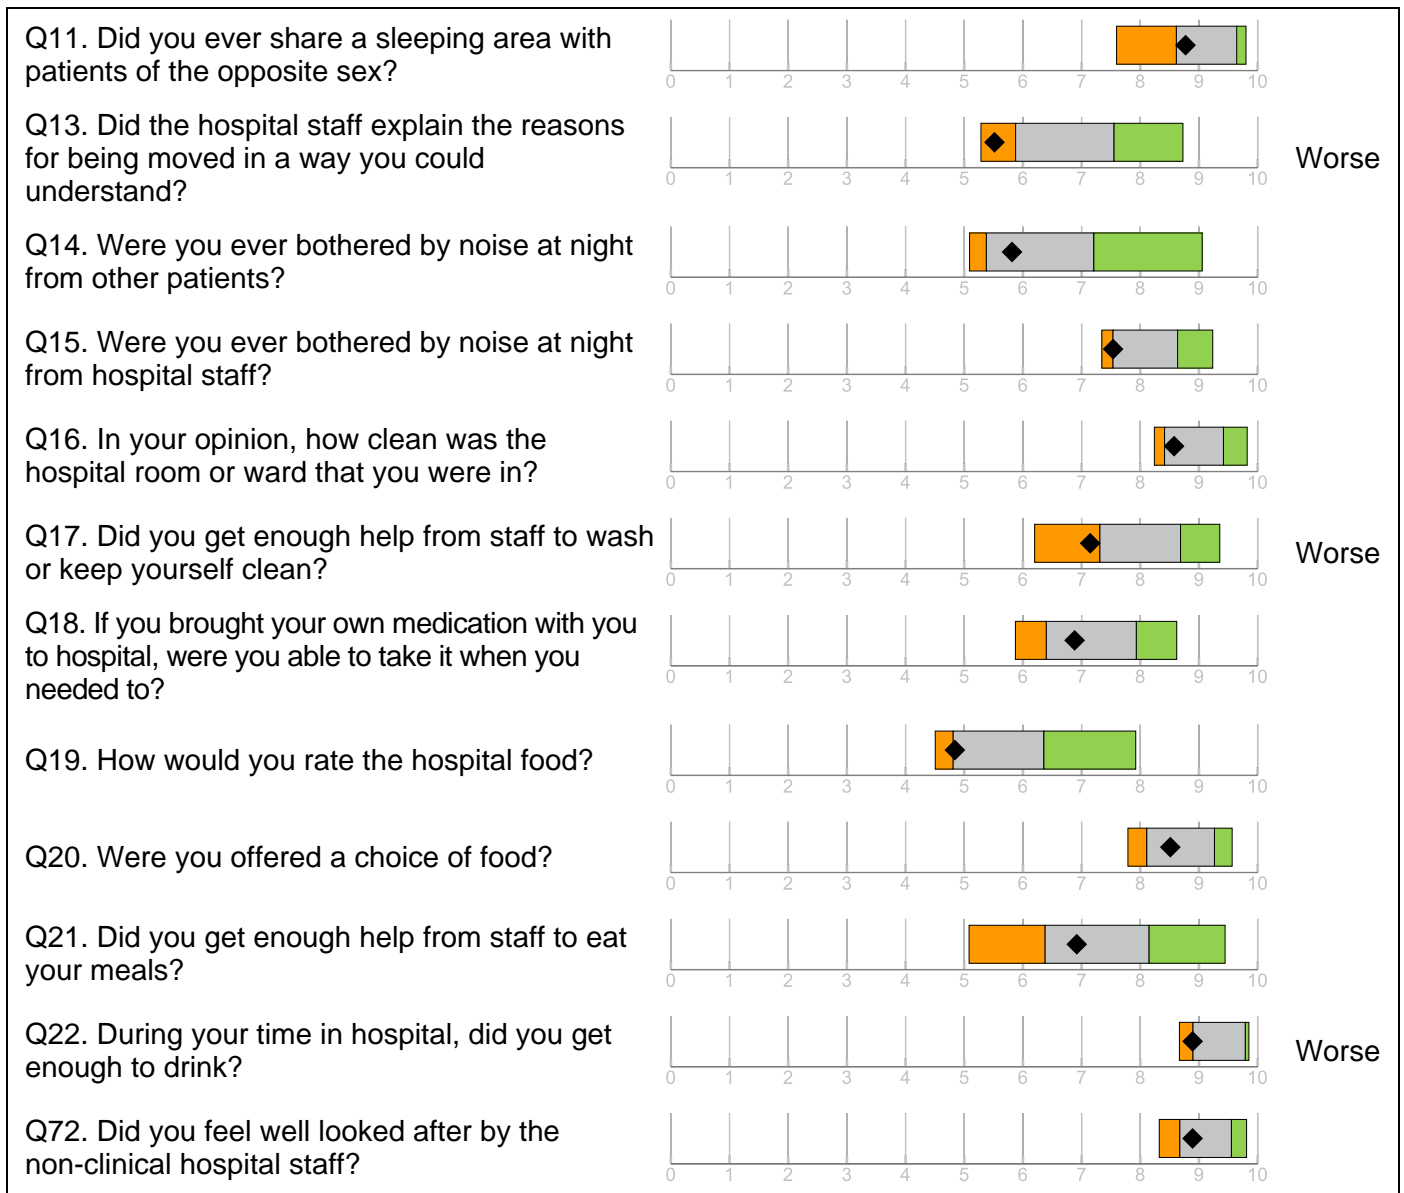 Q11. Did you ever share a sleeping area with
patients of the opposite sex?
0 1 2 3 4 5 6 7 8 9 10
Q13. Did the hospital staff explain the reasons
for being moved in a way you could
understand?
0 1 2 3 4 5 6 7 8 9 10
Worse
Q14. Were you ever bothered by noise at night
from other patients?
0 1 2 3 4 5 6 7 8 9 10
Q15. Were you ever bothered by noise at night
from hospital staff?
0 1 2 3 4 5 6 7 8 9 10
Q16. In your opinion, how clean was the
hospital room or ward that you were in?
0 1 2 3 4 5 6 7 8 9 10
Q17. Did you get enough help from staff to wash
or keep yourself clean?
0 1 2 3 4 5 6 7 8 9 10
Worse
Q18. If you brought your own medication with you
to hospital, were you able to take it when you
needed to?
0 1 2 3 4 5 6 7 8 9 10
Q19. How would you rate the hospital food?
0 1 2 3 4 5 6 7 8 9 10
Q20. Were you offered a choice of food?
0 1 2 3 4 5 6 7 8 9 10
Q21. Did you get enough help from staff to eat
your meals?
0 1 2 3 4 5 6 7 8 9 10
Q22. During your time in hospital, did you get
enough to drink?
0 1 2 3 4 5 6 7 8 9 10
Worse
Q72. Did you feel well looked after by the
non-clinical hospital staff?
0 1 2 3 4 5 6 7 8 9 10